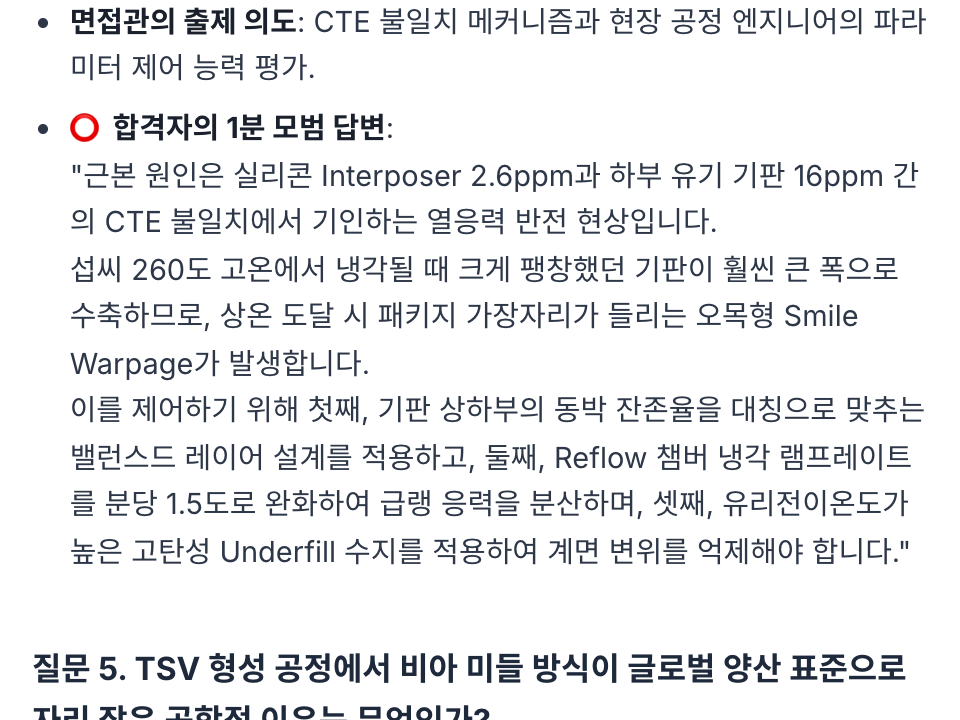 • 면접관의 출제 의도: CTE 불일치 메커니즘과 현장 공정 엔지니어의 파라
미터 제어 능력 평가.
• ⭕ 합격자의 1분 모범 답변:
"근본 원인은 실리콘 Interposer 2.6ppm과 하부 유기 기판 16ppm 간
의 CTE 불일치에서 기인하는 열응력 반전 현상입니다.
섭씨 260도 고온에서 냉각될 때 크게 팽창했던 기판이 훨씬 큰 폭으로
수축하므로, 상온 도달 시 패키지 가장자리가 들리는 오목형 Smile
Warpage가 발생합니다.
이를 제어하기 위해 첫째, 기판 상하부의 동박 잔존율을 대칭으로 맞추는
밸런스드 레이어 설계를 적용하고, 둘째, Reflow 챔버 냉각 램프레이트
를 분당 1.5도로 완화하여 급랭 응력을 분산하며, 셋째, 유리전이온도가
높은 고탄성 Underfill 수지를 적용하여 계면 변위를 억제해야 합니다."
질문 5. TSV 형성 공정에서 비아 미들 방식이 글로벌 양산 표준으로
자리 잡은 공학적 이유는 무엇인가?